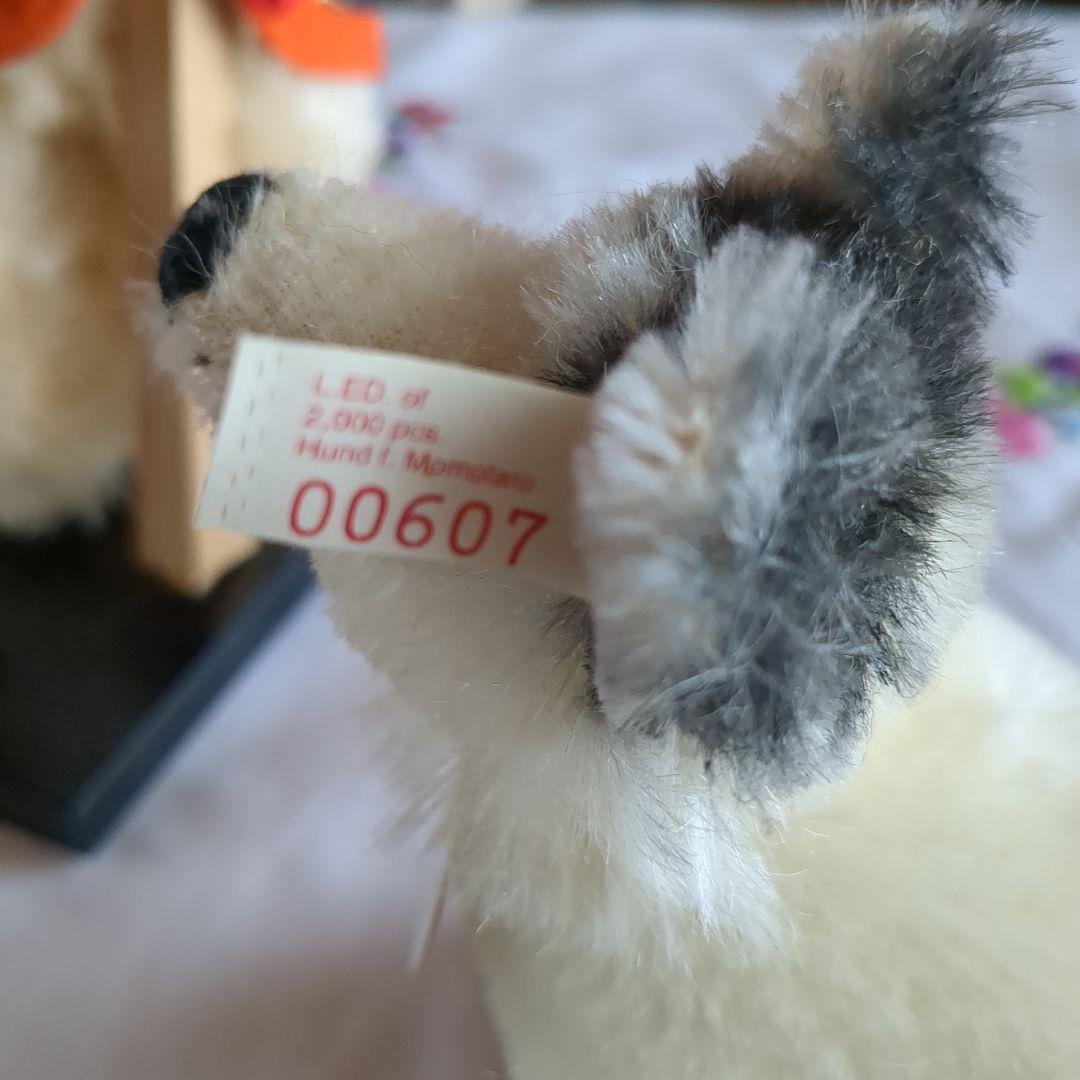 L.ED. of
2,000 pcs.
Hund f. Momotaro
00607